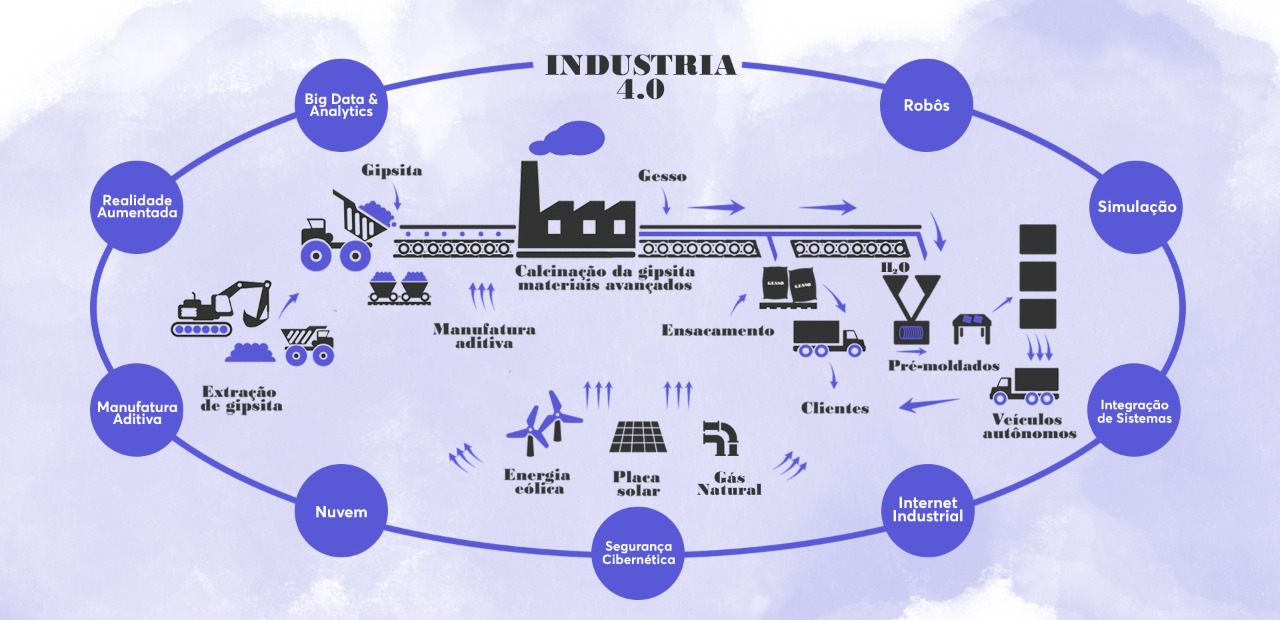 INDUSTRIA
4.0
Big Data &
Analytics
Robôs
Realidade
Aumentada
Simulação
Gipsita
Gesso
Calcinação da gipsita
materiais avançados
H₂O
GESSO
GESSO
Manufatura
aditiva
Ensacamento
Pré-moldados
Extração
de gipsita
Clientes
Veículos
autônomos
Manufatura
Aditiva
Integração
de Sistemas
Energia
eólica
Placa
solar
Gás
Natural
Nuvem
Internet
Industrial
Segurança
Cibernética